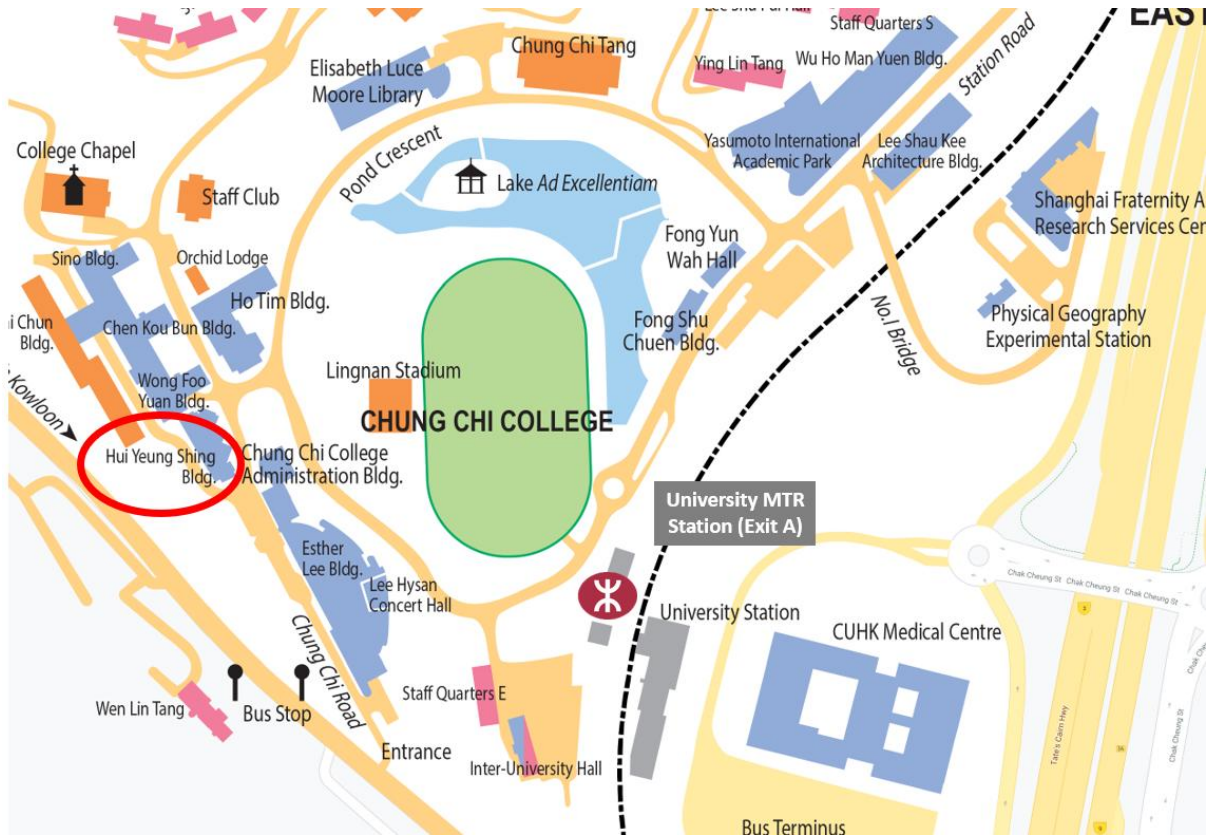 EAST
Staff Quarters S
Chung Chi Tang
Wu Ho Man Yuen Bldg.
Station Road
Ying Lin Tang
Elisabeth Luce
Moore Library
Pond Crescent
Yasumoto International
Academic Park
Lee Shau Kee
Architecture Bldg.
College Chapel
Staff Club
Lake Ad Excellentiam
Shanghai Fraternity A
Research Services Cen
Fong Yun
Wah Hall
Sino Bldg.
Orchid Lodge
Ho Tim Bldg.
No.1 Bridge
Physical Geography
Experimental Station
i Chun
Bldg.
Chen Kou Bun Bldg.
Fong Shu
Chuen Bldg.
Lingnan Stadium
Wong Foo
Yuan Bldg.
Kowloon
CHUNG CHI COLLEGE
Hui Yeung Shing
Bldg.
Chung Chi College
Administration Bldg.
University MTR
Station (Exit A)
Esther
Lee Bldg.
Lee Hysan
Concert Hall
Chak Cheung St
Chak Cheung St
Chak Cheung St
University Station
CUHK Medical Centre
Chung Chi Road
Staff Quarters E
Wen Lin Tang
Bus Stop
Entrance
Inter-University Hall
Tate's Cairn Hwy
Chak Cheung St
Bus Terminus